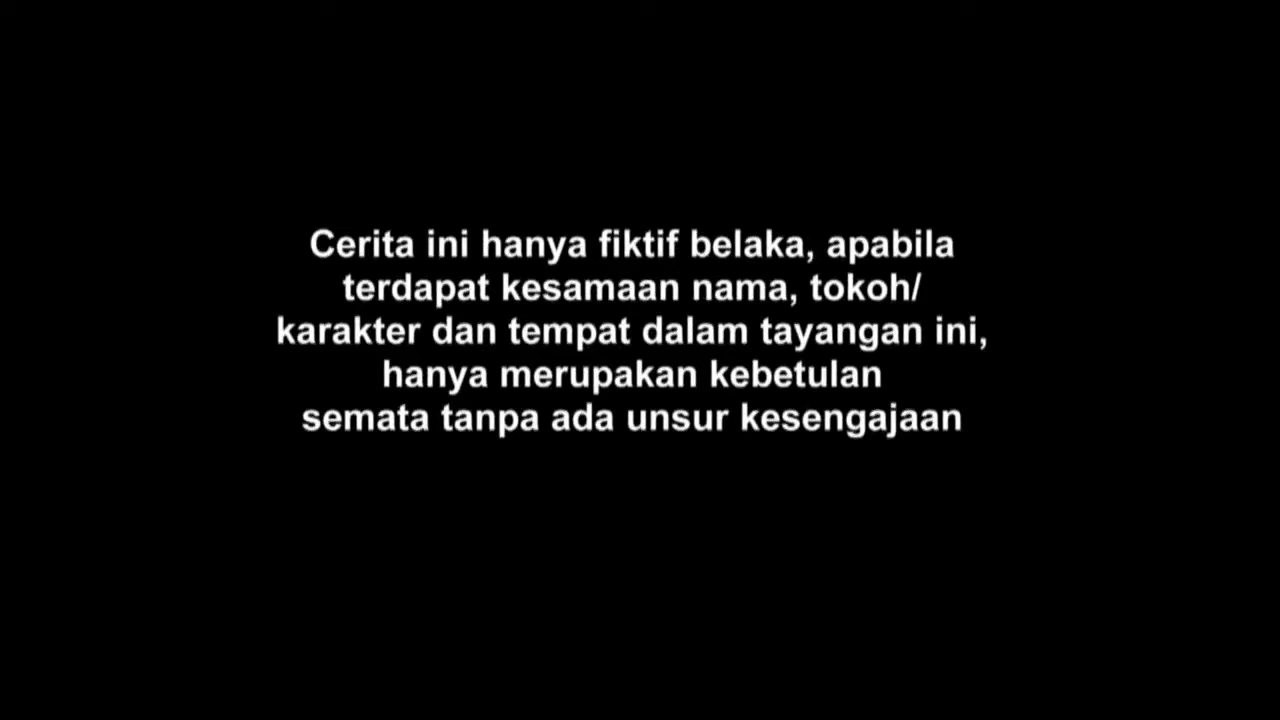 Cerita ini hanya fiktif belaka, apabila
terdapat kesamaan nama, tokoh/
karakter dan tempat dalam tayangan ini,
hanya merupakan kebetulan
semata tanpa ada unsur kesengajaan